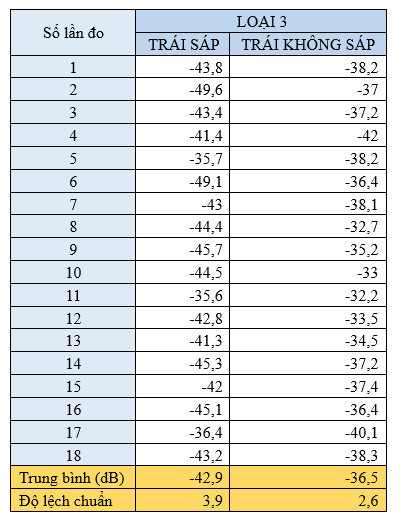 Số lần đo LOẠI 3
TRÁI SÁP TRÁI KHÔNG SÁP
1 -43,8 -38,2
2 -49,6 -37
3 -43,4 -37,2
4 -41,4 -42
5 -35,7 -38,2
6 -49,1 -36,4
7 -43 -38,1
8 -44,4 -32,7
9 -45,7 -35,2
10 -44,5 -33
11 -35,6 -32,2
12 -42,8 -33,5
13 -41,3 -34,5
14 -45,3 -37,2
15 -42 -37,4
16 -45,1 -36,4
17 -36,4 -40,1
18 -43,2 -38,3
Trung bình (dB) -42,9 -36,5
Độ lệch chuẩn 3,9 2,6